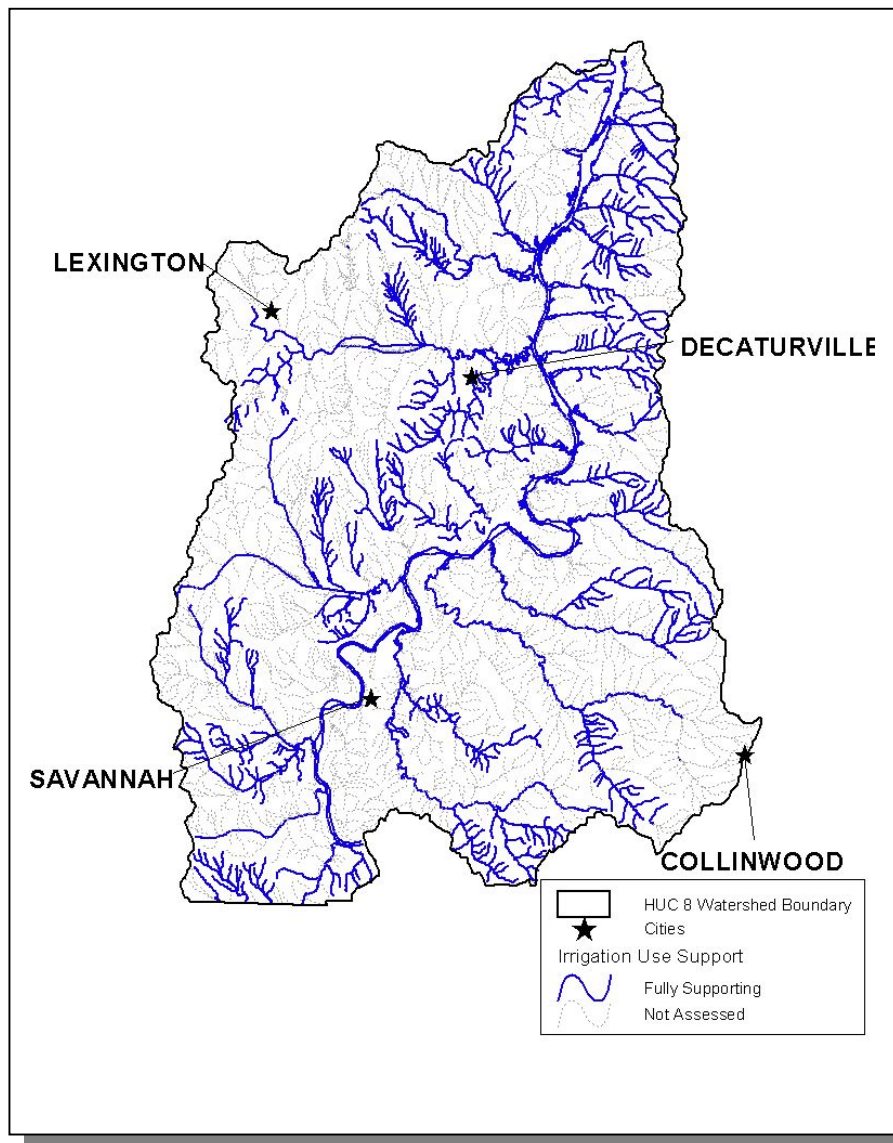 LEXINGTON
DECATURVILLE
SAVANNAH
COLLINWOOD
HUC 8 Watershed Boundary
Cities
Irrigation Use Support
Fully Supporting
Not Assessed